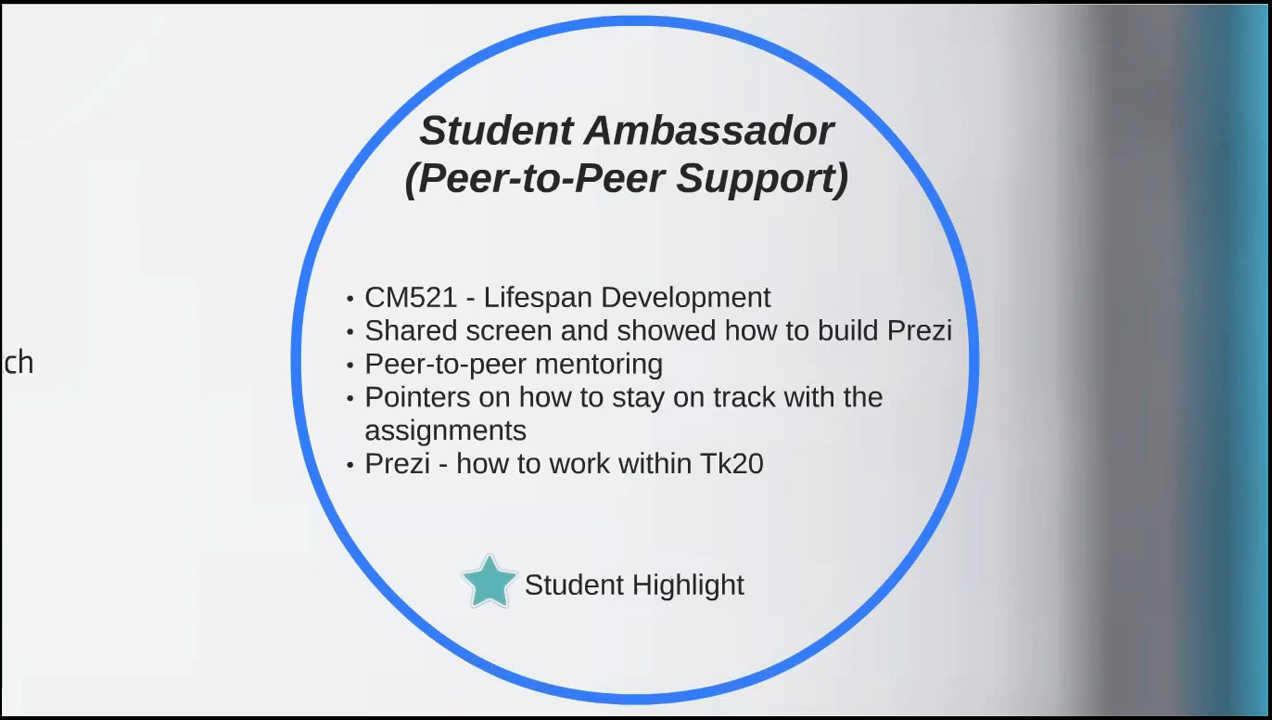 Student Ambassador
(Peer-to-Peer Support)
• CM521 - Lifespan Development
• Shared screen and showed how to build Prezi
ch
• Peer-to-peer mentoring
• Pointers on how to stay on track with the
assignments
• Prezi - how to work within Tk20
Student Highlight